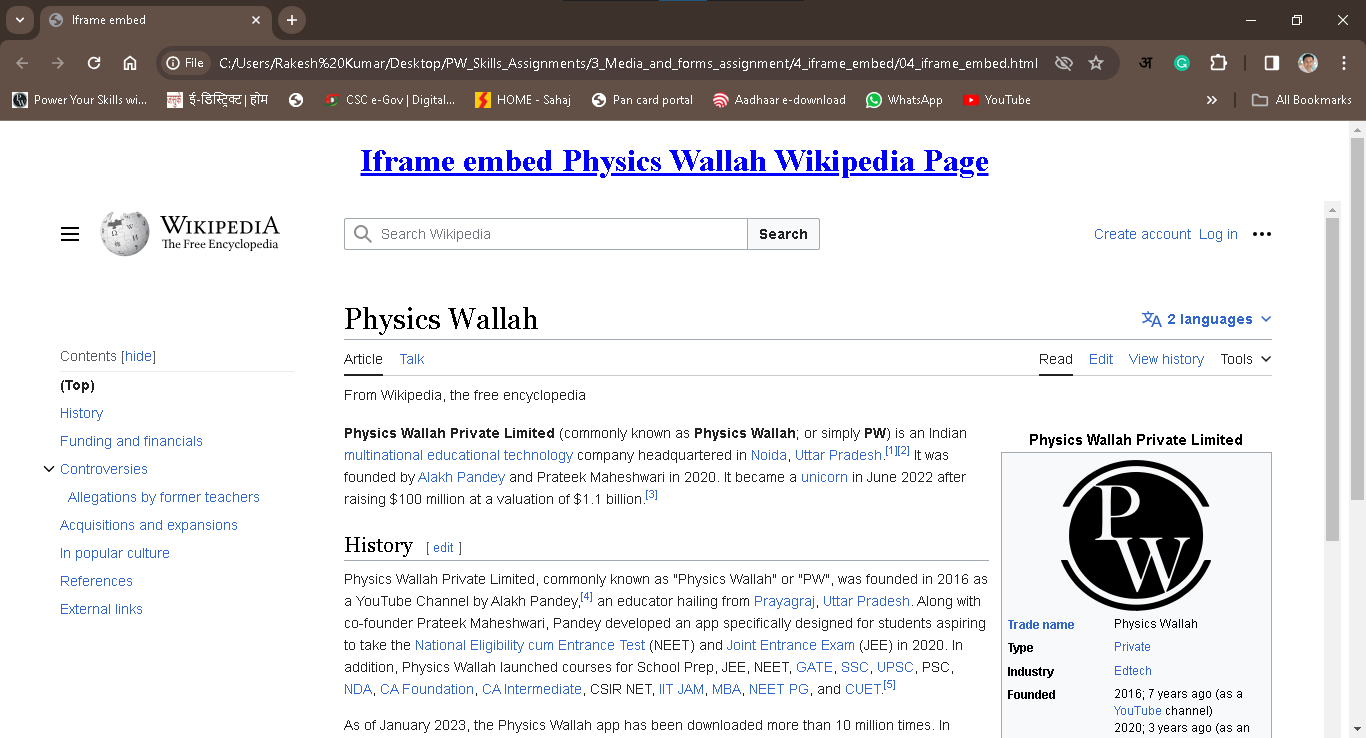 Iframe embed
File
C:/Users/Rakesh%20Kumar/Desktop/PW_Skills_Assignments/3_Media_and_forms_assignment/4_iframe_embed/04_iframe_embed.html
अ
Power Your Skills wi...
ई-डिस्ट्रिक्ट | होम
CSC e-Gov | Digital...
HOME - Sahaj
Pan card portal
Aadhaar e-download
WhatsApp
YouTube
All Bookmarks
Iframe embed Physics Wallah Wikipedia Page
WIKIPEDIA
The Free Encyclopedia
Search Wikipedia
Search
Create account Log in
Physics Wallah
2 languages
Contents [hide]
(Top)
History
Funding and financials
Controversies
Allegations by former teachers
Acquisitions and expansions
In popular culture
References
External links
Article Talk
Read Edit View history Tools
From Wikipedia, the free encyclopedia
Physics Wallah Private Limited (commonly known as Physics Wallah; or simply PW) is an Indian
multinational educational technology company headquartered in Noida, Uttar Pradesh.[1][2] It was
founded by Alakh Pandey and Prateek Maheshwari in 2020. It became a unicorn in June 2022 after
raising $100 million at a valuation of $1.1 billion.[3]
History [ edit ]
Physics Wallah Private Limited, commonly known as "Physics Wallah" or "PW", was founded in 2016 as
a YouTube Channel by Alakh Pandey,[4] an educator hailing from Prayagraj, Uttar Pradesh. Along with
co-founder Prateek Maheshwari, Pandey developed an app specifically designed for students aspiring
to take the National Eligibility cum Entrance Test (NEET) and Joint Entrance Exam (JEE) in 2020. In
addition, Physics Wallah launched courses for School Prep, JEE, NEET, GATE, SSC, UPSC, PSC,
NDA, CA Foundation, CA Intermediate, CSIR NET, IIT JAM, MBA, NEET PG, and CUET.[5]
As of January 2023, the Physics Wallah app has been downloaded more than 10 million times. In
Physics Wallah Private Limited
PW
Trade name Physics Wallah
Type Private
Industry Edtech
Founded 2016; 7 years ago (as a
YouTube channel)
2020; 3 years ago (as an